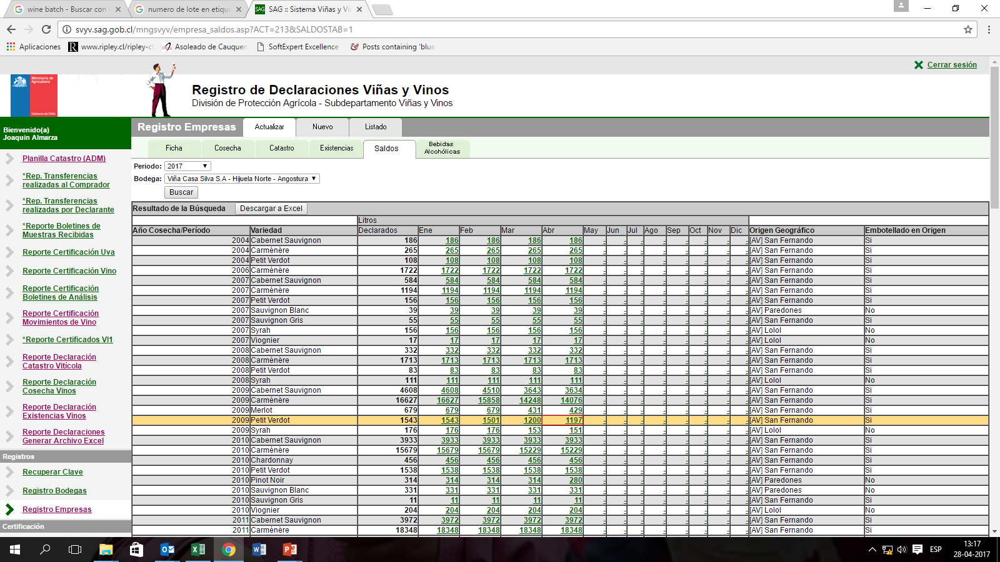 wine batch - Buscar con
numero de lote en etique
SAG :: Sistema Viñas y Vi
svyv.sag.gob.cl/mngsvyv/empresa_saldos.asp?ACT=213&SALDOSTAB=1
Aplicaciones www.ripley.cl/ripley-c Asoleado de Cauquen SoftExpert Excellence Posts containing 'blue
Cerrar sesión
Ministerio de
Agricultura
Gobierno de Chile
Registro de Declaraciones Viñas y Vinos
División de Protección Agrícola - Subdepartamento Viñas y Vinos
Bienvenido(a)
Joaquin Almarza
Planilla Catastro (ADM)
*Rep. Transferencias
realizadas al Comprador
*Rep. Transferencias
realizadas por Declarante
*Reporte Boletines de
Muestras Recibidas
Reporte Certificación Uva
Reporte Certificación Vino
Reporte Certificación
Boletines de Análisis
Reporte Certificación
Movimientos de Vino
*Reporte Certificados VI1
Reporte Declaración
Catastro Vitícola
Reporte Declaración
Cosecha Vinos
Reporte Declaración
Existencias Vinos
Reporte Declaraciones
Generar Archivo Excel
Registros
Recuperar Clave
Registro Bodegas
Registro Empresas
Certificación
Registro Empresas Actualizar Nuevo Listado
Ficha Cosecha Catastro Existencias Saldos Bebidas
Alcohólicas
Periodo: 2017
Bodega: Viña Casa Silva S.A - Hijuela Norte - Angostura
Buscar
Resultado de la Búsqueda Descargar a Excel
Litros
Año Cosecha/Período Variedad Declarados Ene Feb Mar Abr May Jun Jul Ago Sep Oct Nov Dic Origen Geográfico Embotellado en Origen
2004 Cabernet Sauvignon 186 186 186 186 186 - - - - - - - - [AV] San Fernando Si
2004 Carménère 265 265 265 265 265 - - - - - - - - [AV] San Fernando Si
2004 Petit Verdot 108 108 108 108 108 - - - - - - - - [AV] San Fernando Si
2006 Carménère 1722 1722 1722 1722 1722 - - - - - - - - [AV] San Fernando Si
2007 Cabernet Sauvignon 584 584 584 584 584 - - - - - - - - [AV] San Fernando Si
2007 Carménère 1194 1194 1194 1194 1194 - - - - - - - - [AV] San Fernando Si
2007 Petit Verdot 156 156 156 156 156 - - - - - - - - [AV] San Fernando Si
2007 Sauvignon Blanc 39 39 39 39 39 - - - - - - - - [AV] Paredones No
2007 Sauvignon Gris 55 55 55 55 55 - - - - - - - - [AV] San Fernando Si
2007 Syrah 156 156 156 156 156 - - - - - - - - [AV] Lolol No
2007 Viognier 17 17 17 17 17 - - - - - - - - [AV] Lolol No
2008 Cabernet Sauvignon 332 332 332 332 332 - - - - - - - - [AV] San Fernando Si
2008 Carménère 1713 1713 1713 1713 1713 - - - - - - - - [AV] San Fernando Si
2008 Petit Verdot 83 83 83 83 83 - - - - - - - - [AV] San Fernando Si
2008 Syrah 111 111 111 111 111 - - - - - - - - [AV] Lolol No
2009 Cabernet Sauvignon 4608 4608 4510 3643 3634 - - - - - - - - [AV] San Fernando Si
2009 Carménère 16627 16627 15858 14248 14076 - - - - - - - - [AV] San Fernando Si
2009 Merlot 679 679 679 431 429 - - - - - - - - [AV] San Fernando Si
2009 Petit Verdot 1543 1543 1501 1200 1197 - - - - - - - - [AV] San Fernando Si
2009 Syrah 176 176 176 153 151 - - - - - - - - [AV] Lolol No
2010 Cabernet Sauvignon 3933 3933 3933 3933 3933 - - - - - - - - [AV] San Fernando Si
2010 Carménère 15679 15679 15679 15229 15229 - - - - - - - - [AV] San Fernando Si
2010 Chardonnay 456 456 456 456 456 - - - - - - - - [AV] San Fernando Si
2010 Petit Verdot 1538 1538 1538 1538 1538 - - - - - - - - [AV] San Fernando Si
2010 Pinot Noir 314 314 314 314 280 - - - - - - - - [AV] Paredones No
2010 Sauvignon Blanc 331 331 331 331 331 - - - - - - - - [AV] Paredones No
2010 Sauvignon Gris 11 11 11 11 11 - - - - - - - - [AV] San Fernando Si
2010 Viognier 204 204 204 204 204 - - - - - - - - [AV] Lolol No
2011 Cabernet Sauvignon 3972 3972 3972 3972 3972 - - - - - - - - [AV] San Fernando Si
2011 Carménère 18348 18348 18348 18348 18348 - - - - - - - - [AV] San Fernando Si
ESP
13:17
28-04-2017